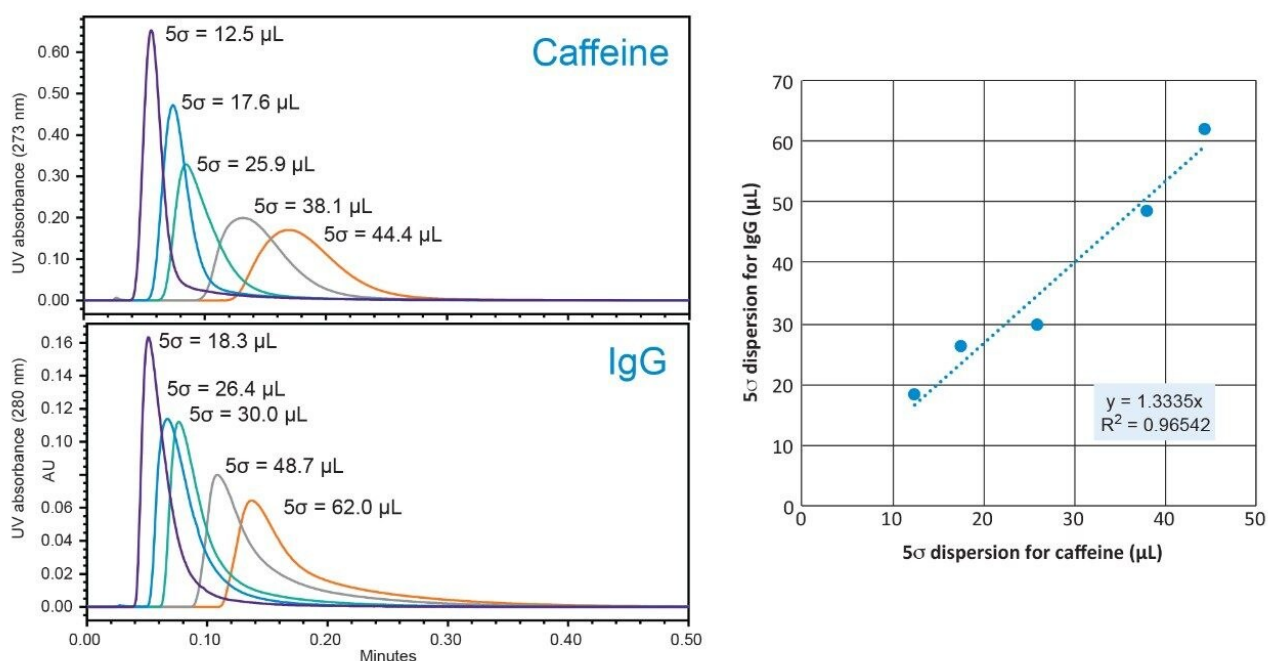 Caffeine
UV absorbance (273 nm)
0.60
0.50
0.40
0.30
0.20
0.10
0.00
5σ = 12.5 µL
5σ = 17.6 µL
5σ = 25.9 µL
5σ = 38.1 µL
5σ = 44.4 µL
IgG
UV absorbance (280 nm)
AU
0.16
0.14
0.12
0.10
0.08
0.06
0.04
0.02
0.00
5σ = 18.3 µL
5σ = 26.4 µL
5σ = 30.0 µL
5σ = 48.7 µL
5σ = 62.0 µL
0.00 0.10 0.20 0.30 0.40 0.50
Minutes
5σ dispersion for IgG (µL)
70
60
50
40
30
20
10
0
y = 1.3335x
R² = 0.96542
0 10 20 30 40 50
5σ dispersion for caffeine (µL)